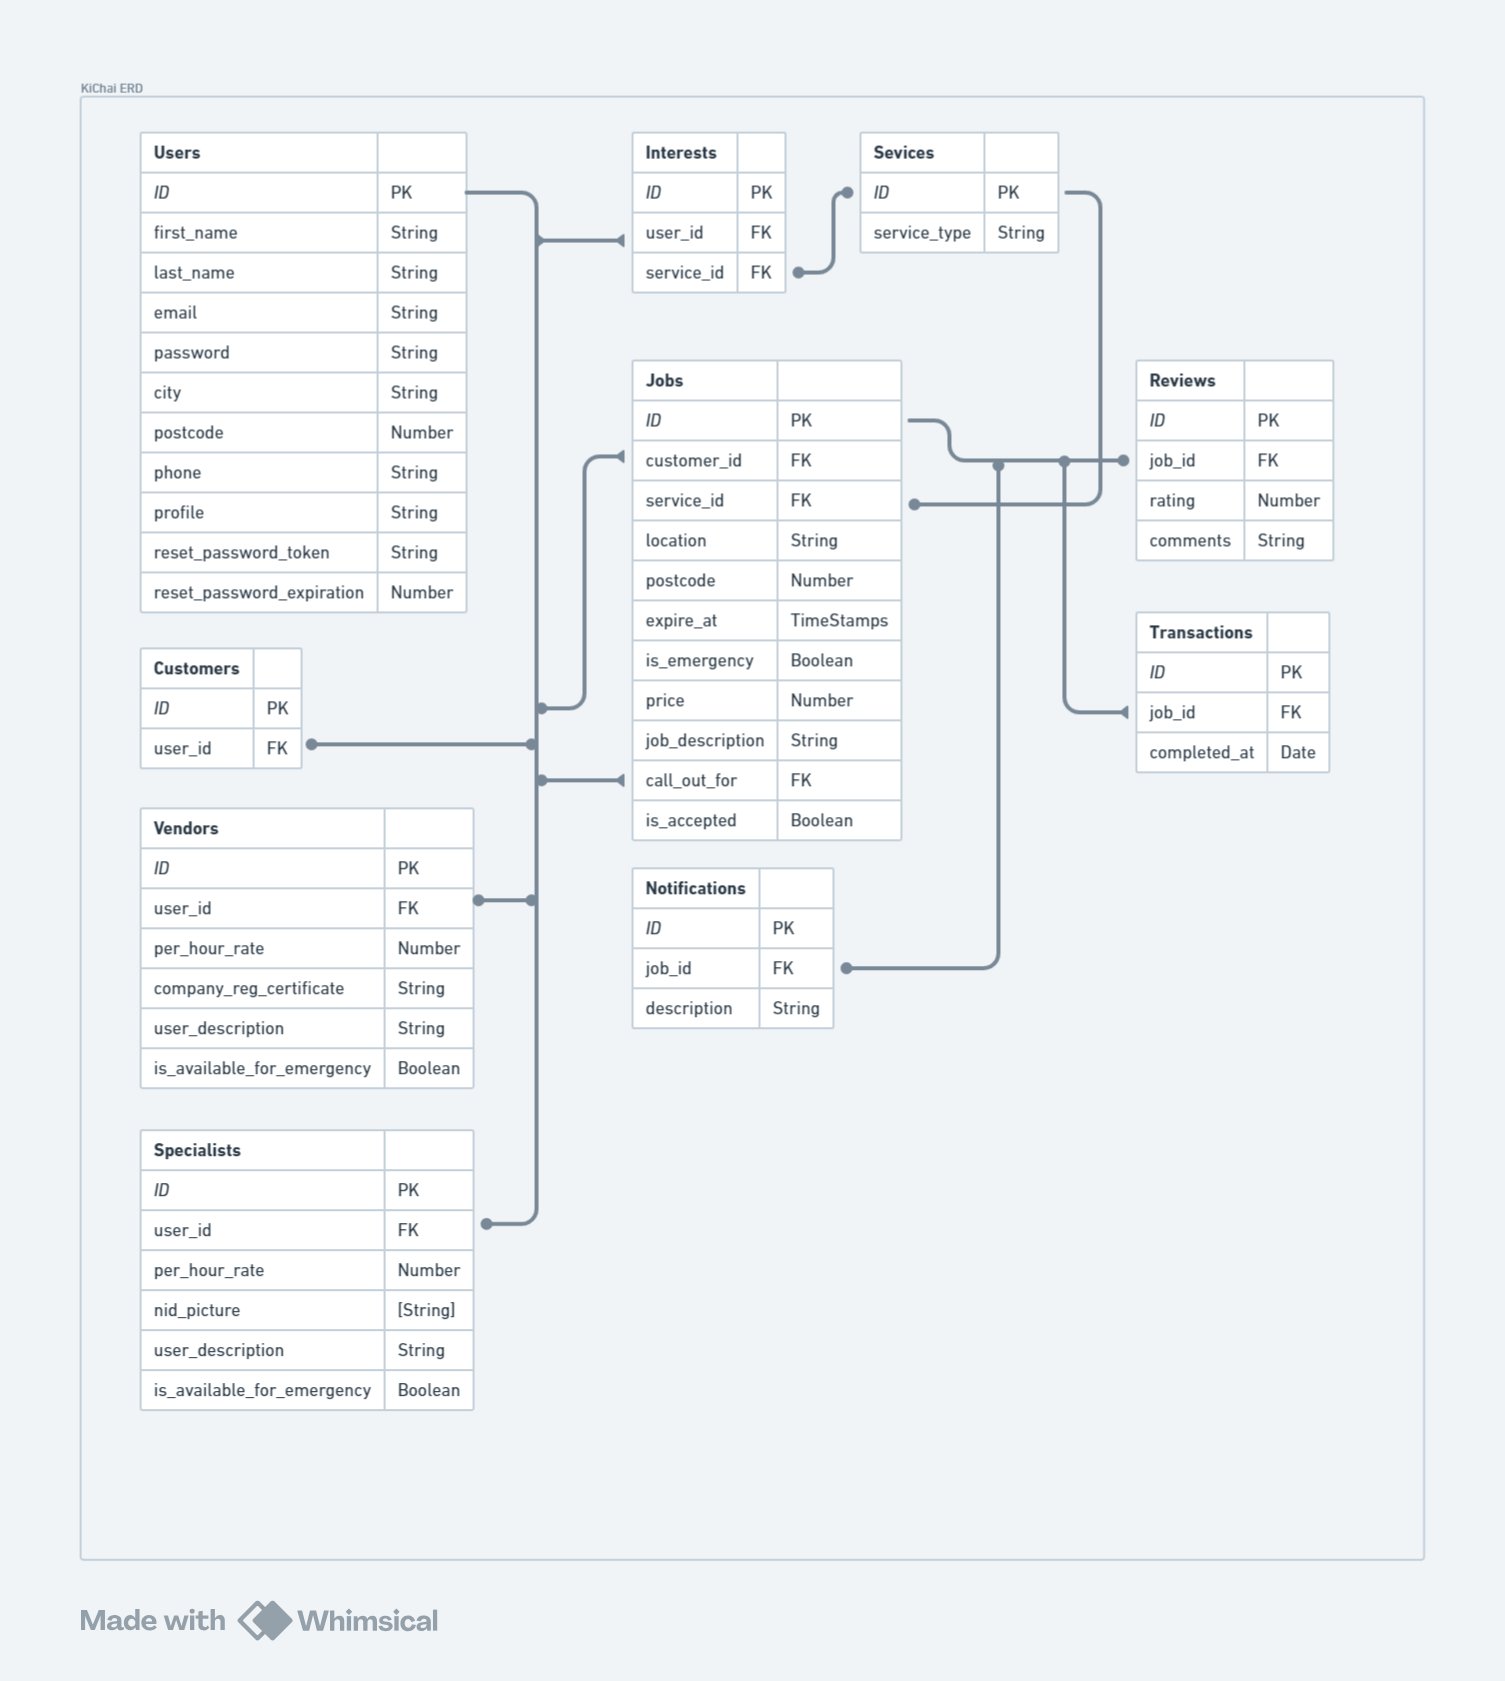 KiChai ERD
Users
ID PK
first_name String
last_name String
email String
password String
city String
postcode Number
phone String
profile String
reset_password_token String
reset_password_expiration Number
Customers
ID PK
user_id FK
Vendors
ID PK
user_id FK
per_hour_rate Number
company_reg_certificate String
user_description String
is_available_for_emergency Boolean
Specialists
ID PK
user_id FK
per_hour_rate Number
nid_picture [String]
user_description String
is_available_for_emergency Boolean
Interests
ID PK
user_id FK
service_id FK
Sevices
ID PK
service_type String
Jobs
ID PK
customer_id FK
service_id FK
location String
postcode Number
expire_at TimeStamps
is_emergency Boolean
price Number
job_description String
call_out_for FK
is_accepted Boolean
Notifications
ID PK
job_id FK
description String
Reviews
ID PK
job_id FK
rating Number
comments String
Transactions
ID PK
job_id FK
completed_at Date
Made with Whimsical